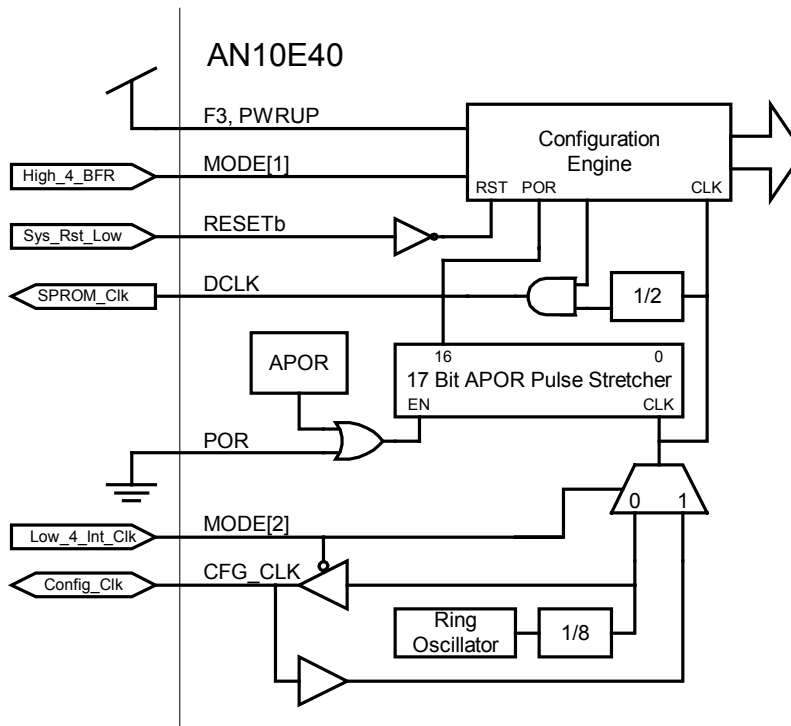 AN10E40
F3, PWRUP
Configuration
Engine
High_4_BFR
MODE[1]
RST
POR
CLK
Sys_Rst_Low
RESETb
SPROM_Clk
DCLK
1/2
APOR
16
0
17 Bit APOR Pulse Stretcher
EN
CLK
POR
0
1
Low_4_Int_Clk
MODE[2]
Config_Clk
CFG_CLK
Ring
Oscillator
1/8